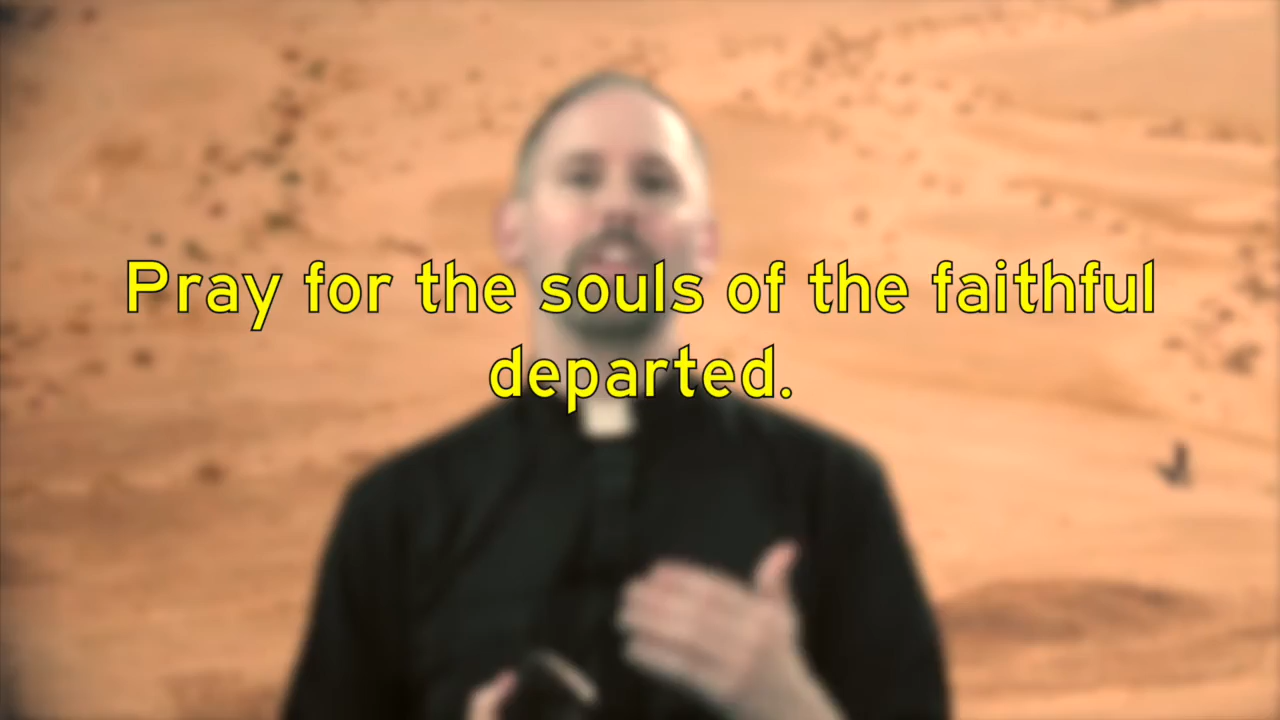 Pray for the souls of the faithful
departed.